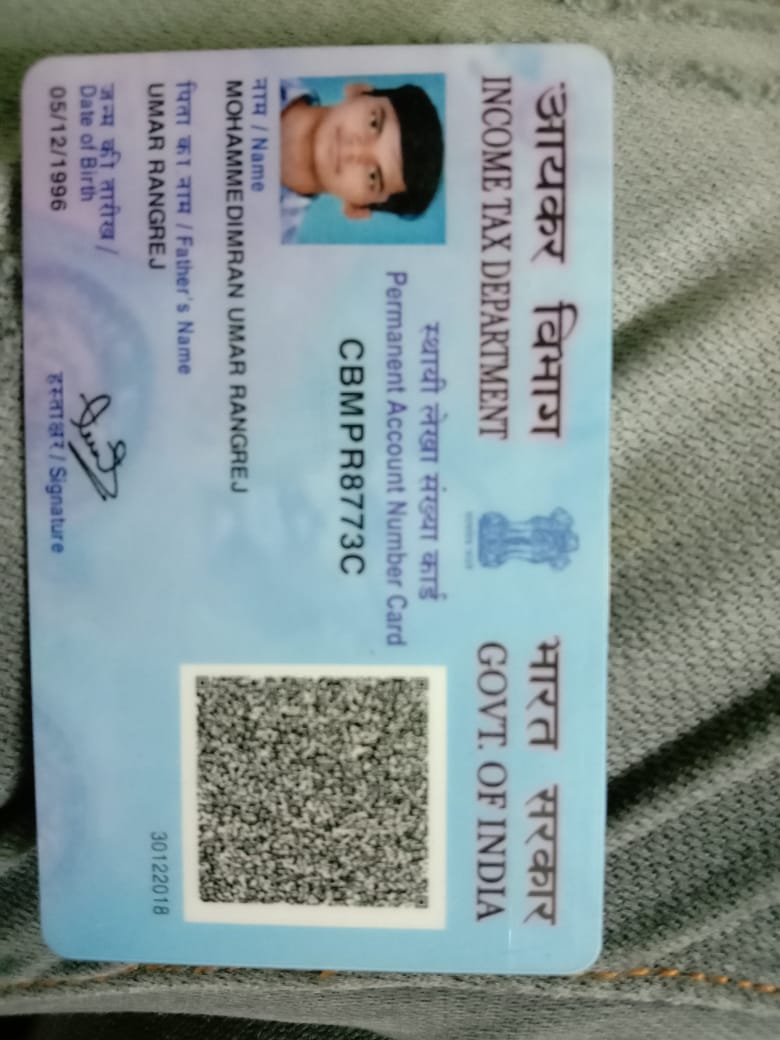 आयकर विभाग
INCOME TAX DEPARTMENT
भारत सरकार
GOVT. OF INDIA
स्थायी लेखा संख्या कार्ड
Permanent Account Number Card
CBMPR8773C
नाम / Name
MOHAMMEDIMRAN UMAR RANGREJ
पिता का नाम / Father's Name
UMAR RANGREJ
जन्म की तारीख /
Date of Birth
05/12/1996
हस्ताक्षर / Signature
30122018